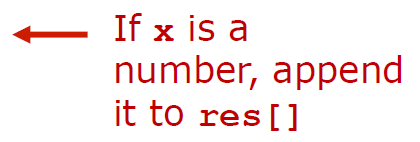 If x is a
number, append
it to res[]